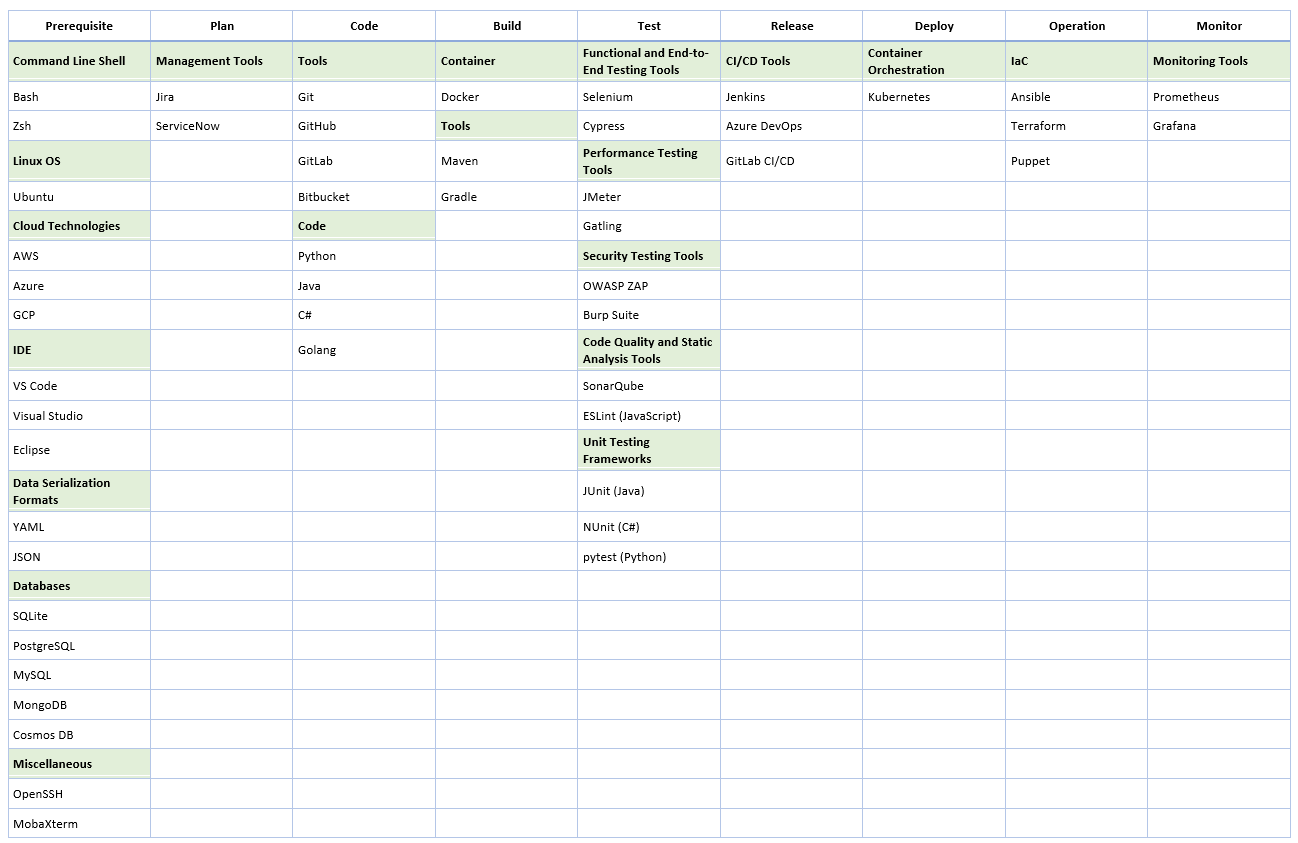 Prerequisite Plan Code Build Test Release Deploy Operation Monitor
Command Line Shell Management Tools Tools Container Functional and End-to- CI/CD Tools Container IaC Monitoring Tools
End Testing Tools Orchestration
Bash Jira Git Docker Selenium Jenkins Kubernetes Ansible Prometheus
Zsh ServiceNow GitHub Tools Cypress Azure DevOps Terraform Grafana
Linux OS GitLab Maven Performance Testing GitLab CI/CD Puppet
Tools
Ubuntu Bitbucket Gradle JMeter
Cloud Technologies Code Gatling
AWS Python Security Testing Tools
Azure Java OWASP ZAP
GCP C# Burp Suite
IDE Golang Code Quality and Static
Analysis Tools
VS Code SonarQube
Visual Studio ESLint (JavaScript)
Eclipse Unit Testing
Frameworks
Data Serialization JUnit (Java)
Formats
YAML NUnit (C#)
JSON pytest (Python)
Databases
SQLite
PostgreSQL
MySQL
MongoDB
Cosmos DB
Miscellaneous
OpenSSH
MobaXterm